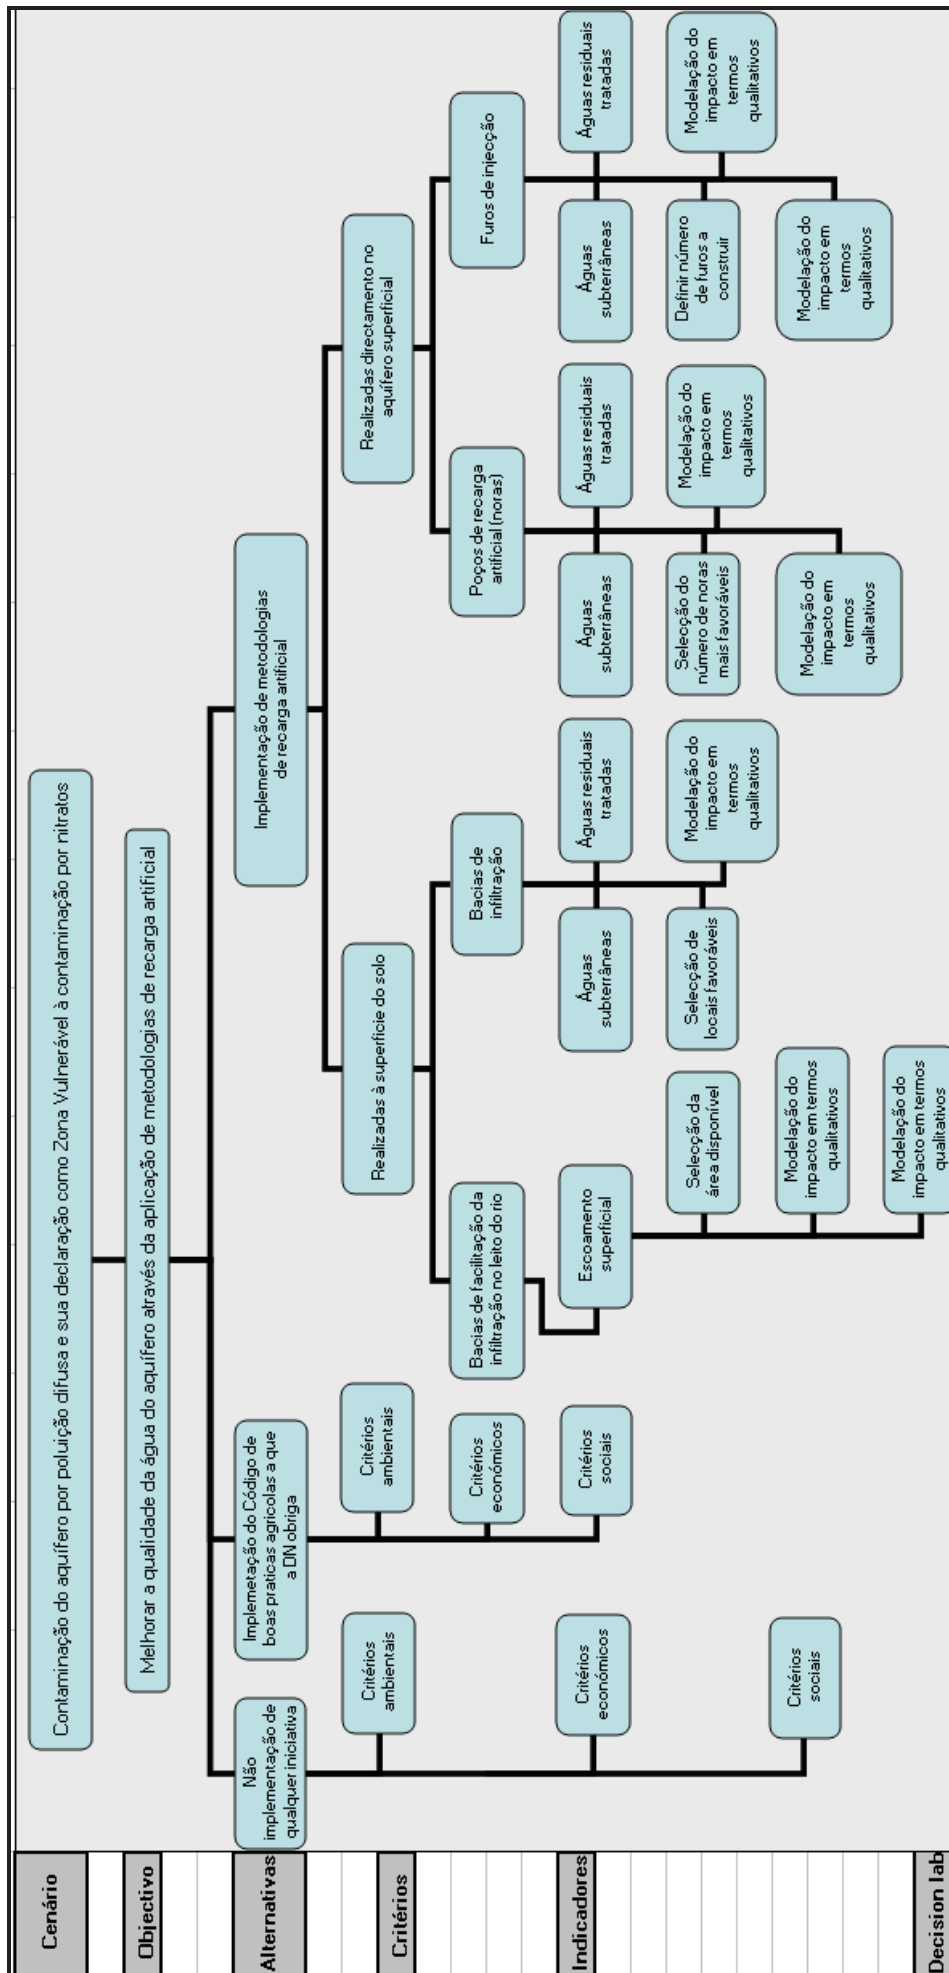 Cenário
Objectivo
Alternativas
Critérios
Indicadores
Decision lab
Contaminação do aquífero por poluição difusa e sua declaração como Zona Vulnerável à contaminação por nitratos
Melhorar a qualidade da água do aquífero através da aplicação de metodologias de recarga artificial
Não
implementação de
qualquer iniciativa
Critérios
ambientais
Critérios
económicos
Critérios
sociais
Implemetação do Código de
boas praticas agrícolas a que
a DN obriga
Critérios
ambientais
Critérios
económicos
Critérios
sociais
Implementação de metodologias
de recarga artificial
Realizadas à superfície do solo
Bacias de facilitação da
infiltração no leito do rio
Escoamento
superficial
Selecção da
área disponível
Modelação do
impacto em termos
qualitativos
Modelação do
impacto em termos
qualitativos
Bacias de
infiltração
Águas
subterrâneas
Águas residuais
tratadas
Selecção de
locais favoráveis
Modelação do
impacto em
termos
qualitativos
Realizadas directamento no
aquífero superficial
Poços de recarga
artificial (noras)
Águas
subterrâneas
Águas residuais
tratadas
Selecção do
número de noras
mais favoráveis
Modelação do
impacto em
termos
qualitativos
Modelação do
impacto em
termos
qualitativos
Furos de injecção
Águas
subterrâneas
Águas residuais
tratadas
Definir número
de furos a
construir
Modelação do
impacto em
termos
qualitativos
Modelação do
impacto em
termos
qualitativos